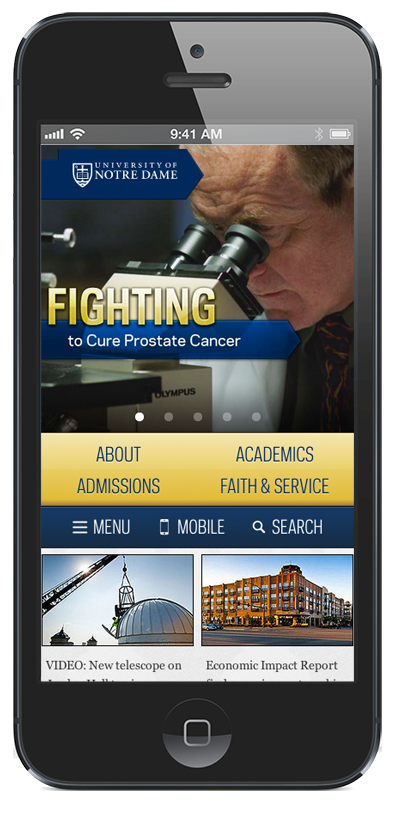 9:41 AM
UNIVERSITY OF
NOTRE DAME
FIGHTING
to Cure Prostate Cancer
OLYMPUS
ABOUT
ACADEMICS
ADMISSIONS
FAITH & SERVICE
MENU
MOBILE
SEARCH
VIDEO: New telescope on
Economic Impact Report